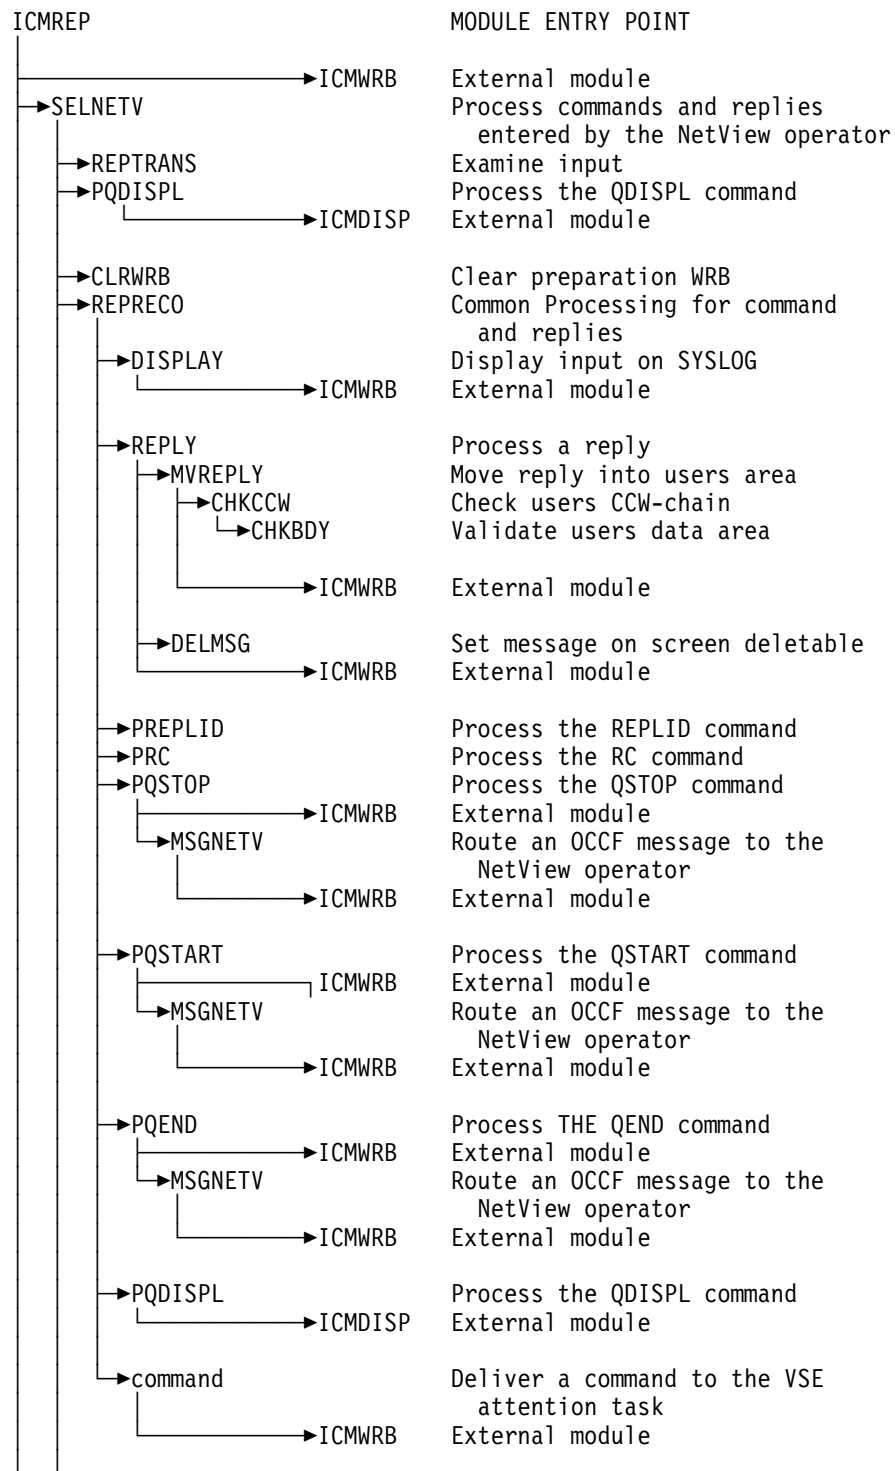 ICMREP MODULE ENTRY POINT
ICMWRB External module
SELNETV Process commands and replies
entered by the NetView operator
REPTRANS Examine input
PQDISPL Process the QDISPL command
ICMDISP External module
CLRWRB Clear preparation WRB
REPRECO Common Processing for command
and replies
DISPLAY Display input on SYSLOG
ICMWRB External module
REPLY Process a reply
MVREPLY Move reply into users area
CHKCCW Check users CCW-chain
CHKBDY Validate users data area
ICMWRB External module
DELMSG Set message on screen deletable
ICMWRB External module
PREPLID Process the REPLID command
PRC Process the RC command
PQSTOP Process the QSTOP command
ICMWRB External module
MSGNETV Route an OCCF message to the
NetView operator
ICMWRB External module
PQSTART Process the QSTART command
ICMWRB External module
MSGNETV Route an OCCF message to the
NetView operator
ICMWRB External module
PQEND Process THE QEND command
ICMWRB External module
MSGNETV Route an OCCF message to the
NetView operator
ICMWRB External module
PQDISPL Process the QDISPL command
ICMDISP External module
command Deliver a command to the VSE
attention task
ICMWRB External module